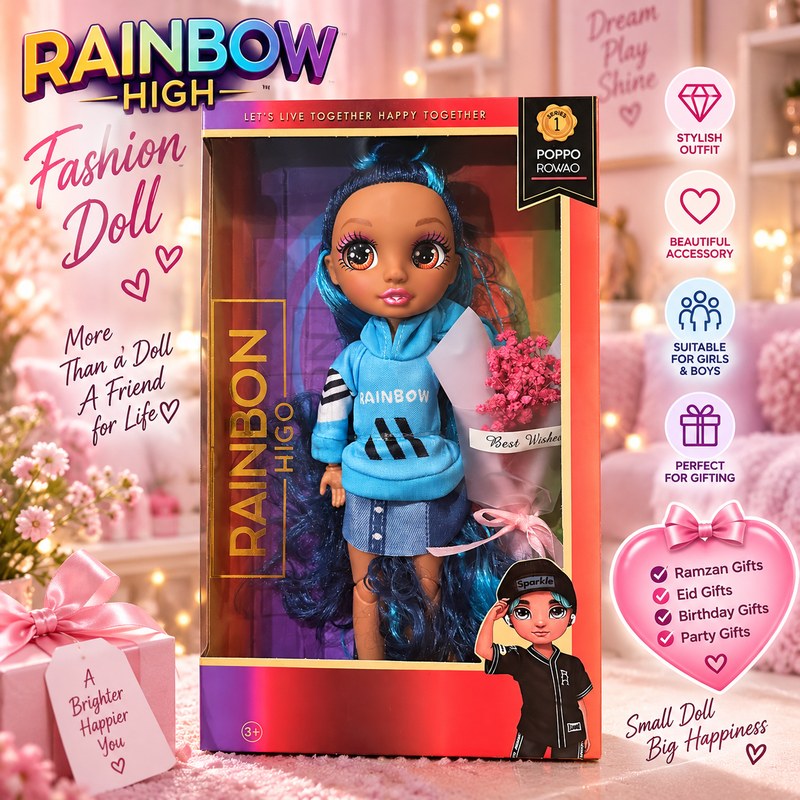 RAINBOW
HIGH
Fashion
Doll
More
Than a Doll
A Friend
for Life
LET'S LIVE TOGETHER HAPPY TOGETHER
SERIES
1
POPPO
ROWAO
RAINBON
HIGO
RAINBOW
Best Wishes
Sparkle
3+
Dream
Play
Shine
STYLISH
OUTFIT
BEAUTIFUL
ACCESSORY
SUITABLE
FOR GIRLS
& BOYS
PERFECT
FOR GIFTING
Ramzan Gifts
Eid Gifts
Birthday Gifts
Party Gifts
A
Brighter
Happier
You
Small Doll
Big Happiness